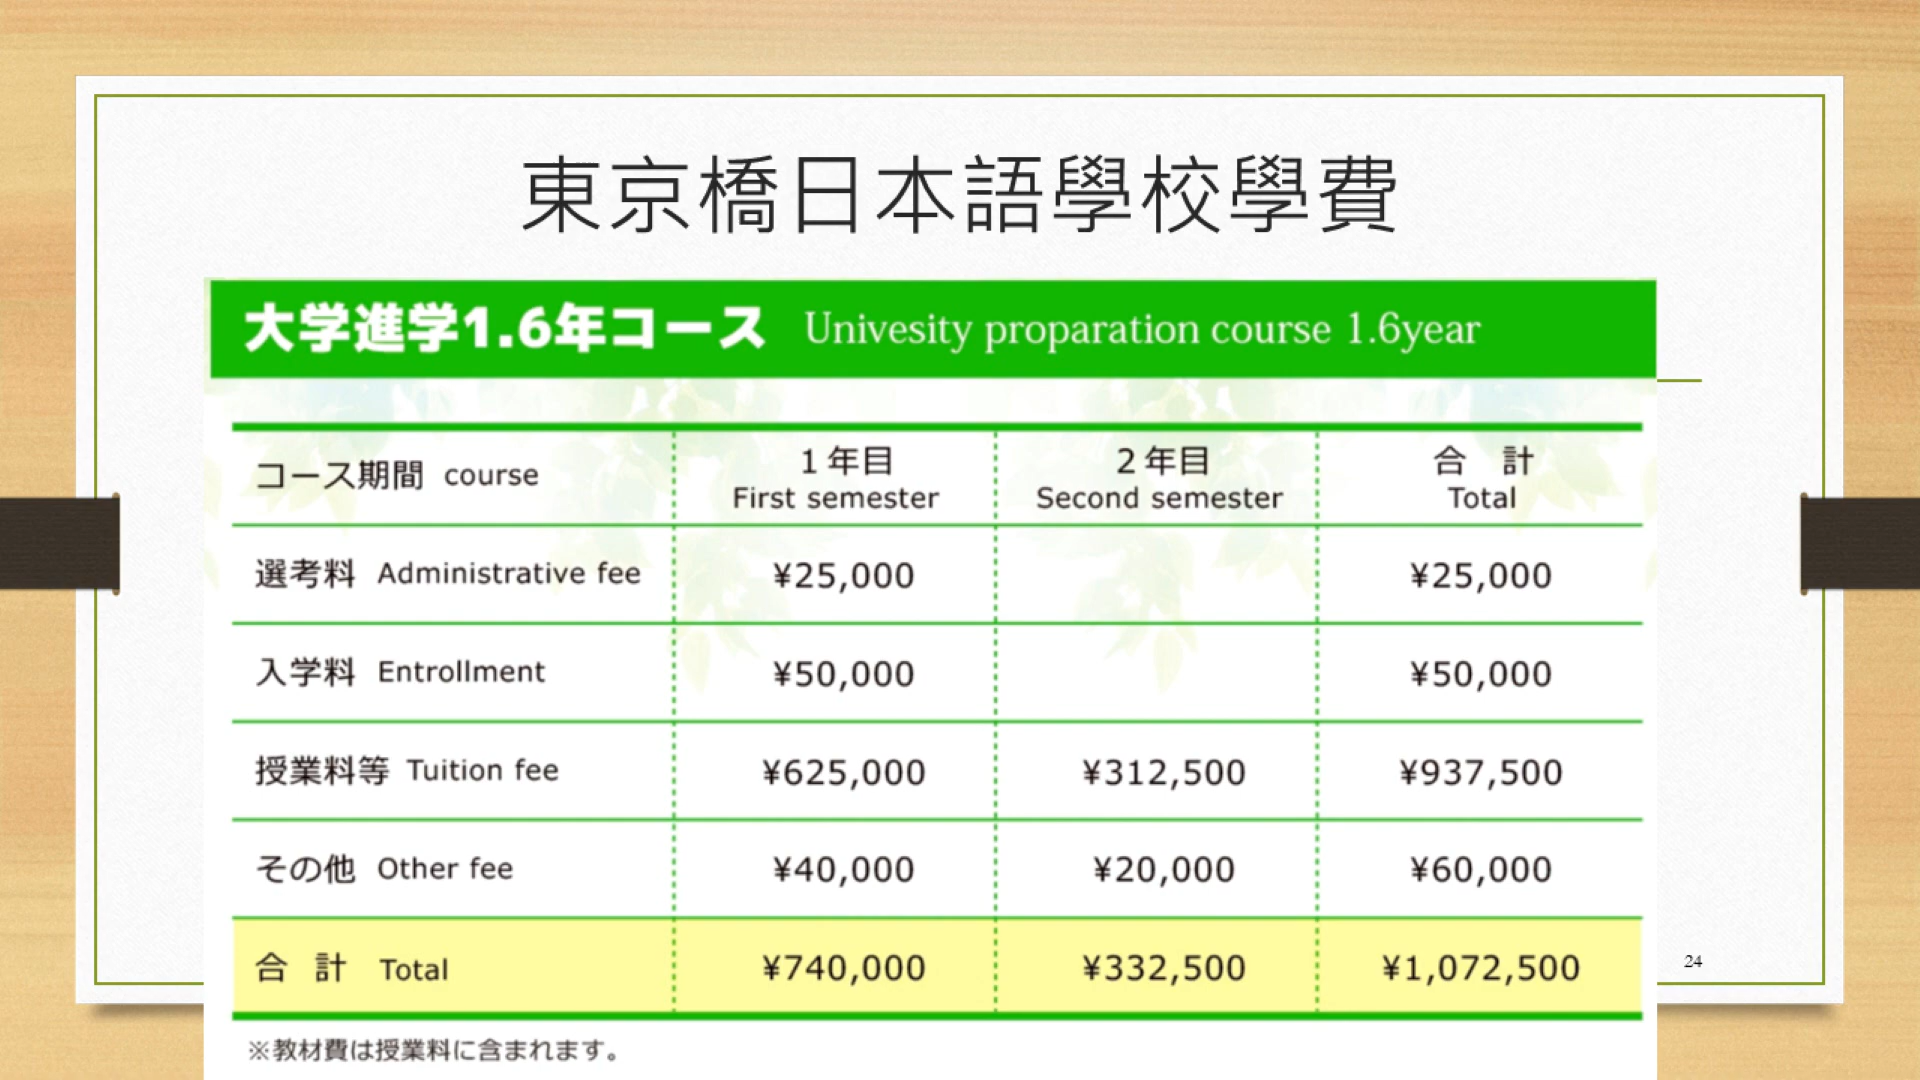 東京橋日本語學校學費
大学進学1.6年コース Univesity proparation course 1.6year
コース期間 course 1年目 First semester 2年目 Second semester 合 計 Total
選考料 Administrative fee ¥25,000 ¥25,000
入学料 Entrollment ¥50,000 ¥50,000
授業料等 Tuition fee ¥625,000 ¥312,500 ¥937,500
その他 Other fee ¥40,000 ¥20,000 ¥60,000
合 計 Total ¥740,000 ¥332,500 ¥1,072,500
※教材費は授業料に含まれます。
24